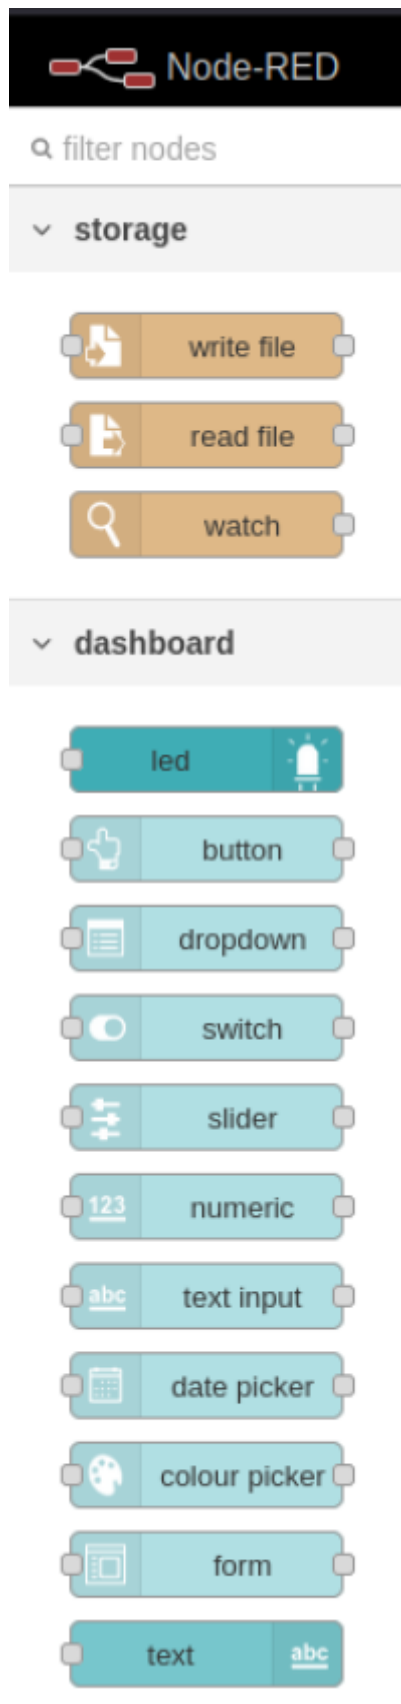 Node-RED
filter nodes
storage
write file
read file
watch
dashboard
led
button
dropdown
switch
slider
123 numeric
abc text input
date picker
colour picker
form
text abc